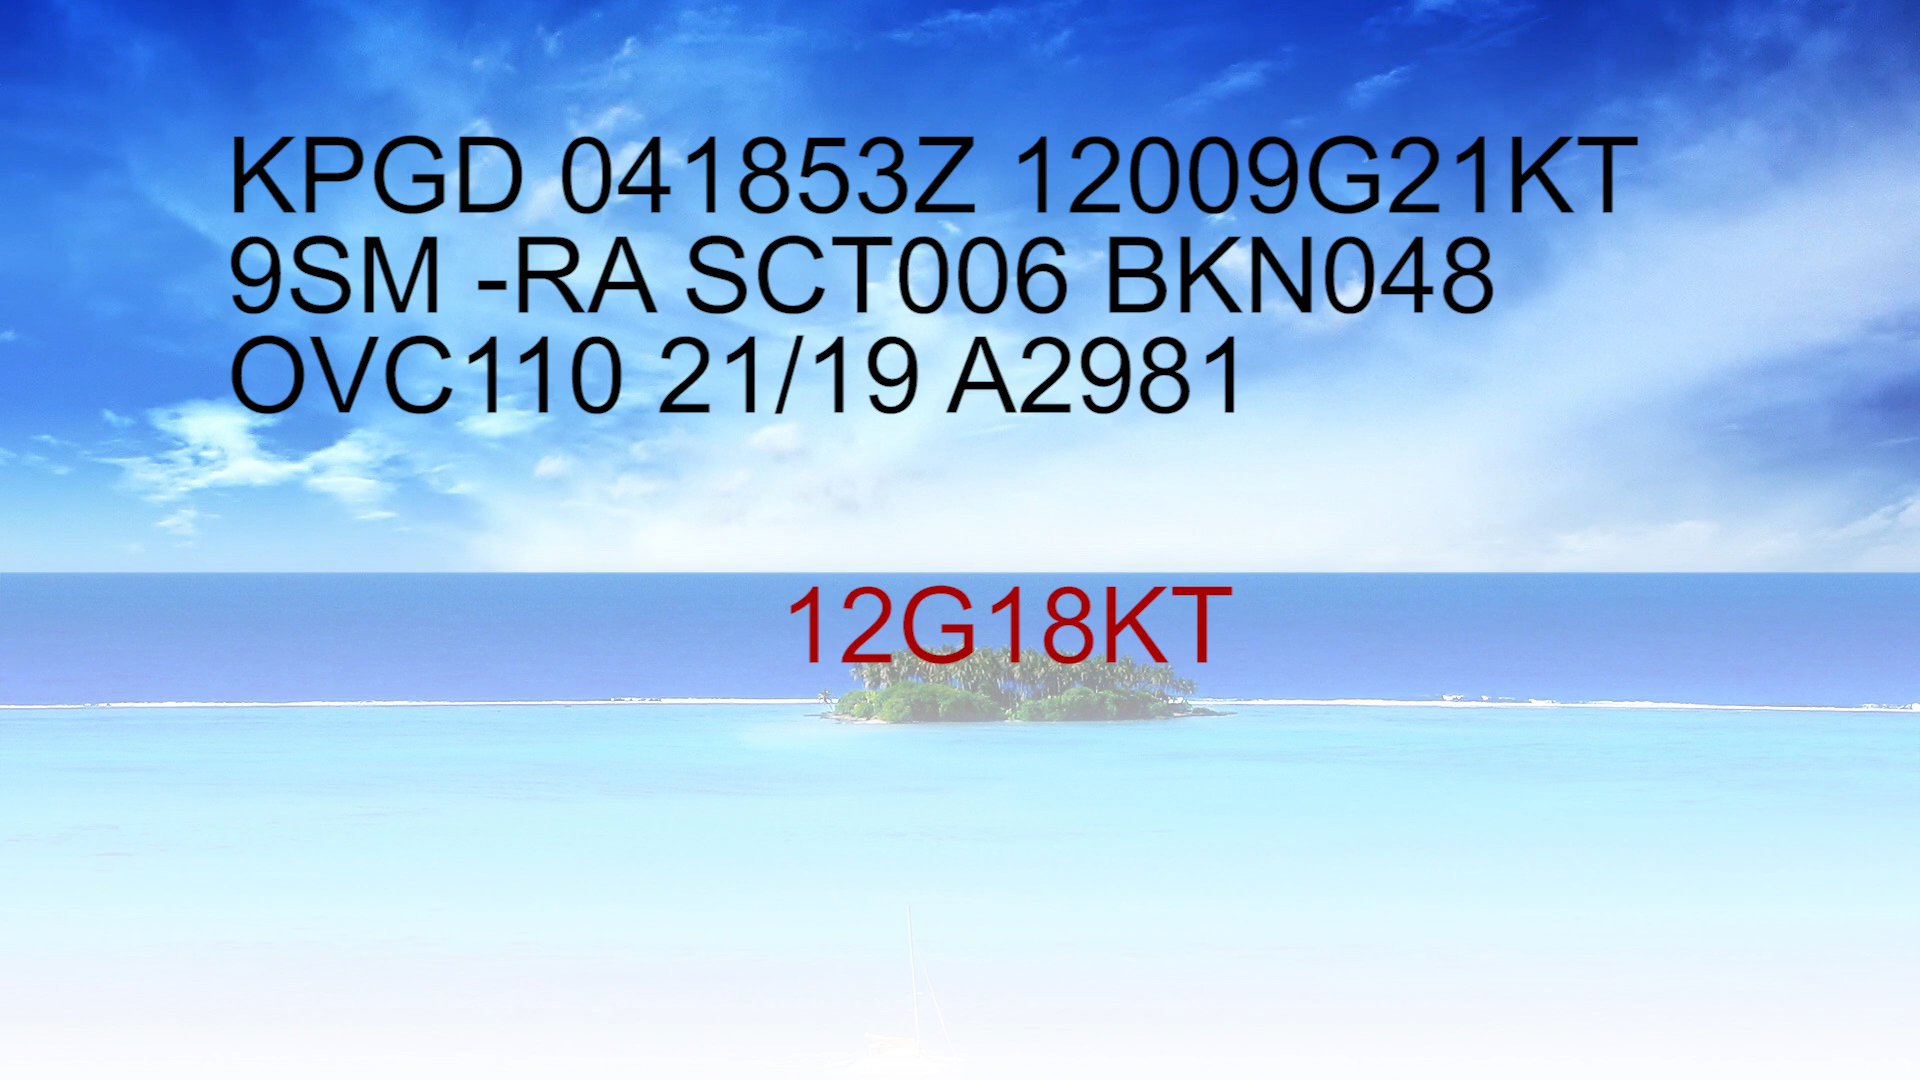 KPGD 041853Z 12009G21KT
9SM -RA SCT006 BKN048
OVC110 21/19 A2981
12G18KT